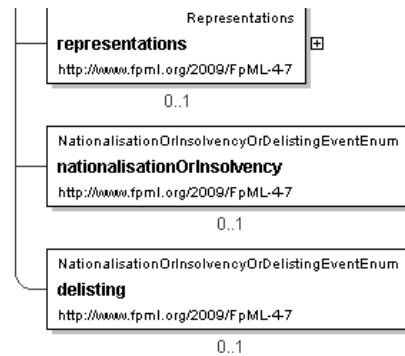 Representations
representations
http://www.fpml.org/2009/FpML-4-7
0..1
NationalisationOrInsolvencyOrDelistingEventEnum
nationalisationOrInsolvency
http://www.fpml.org/2009/FpML-4-7
0..1
NationalisationOrInsolvencyOrDelistingEventEnum
delisting
http://www.fpml.org/2009/FpML-4-7
0..1